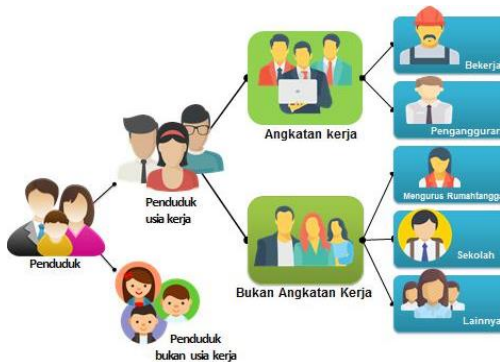 Penduduk
Penduduk
usia kerja
Penduduk
bukan usia kerja
Angkatan kerja
Bukan Angkatan Kerja
Bekerja
Pengangguran
Mengurus Rumahtangga
Sekolah
Lainnya